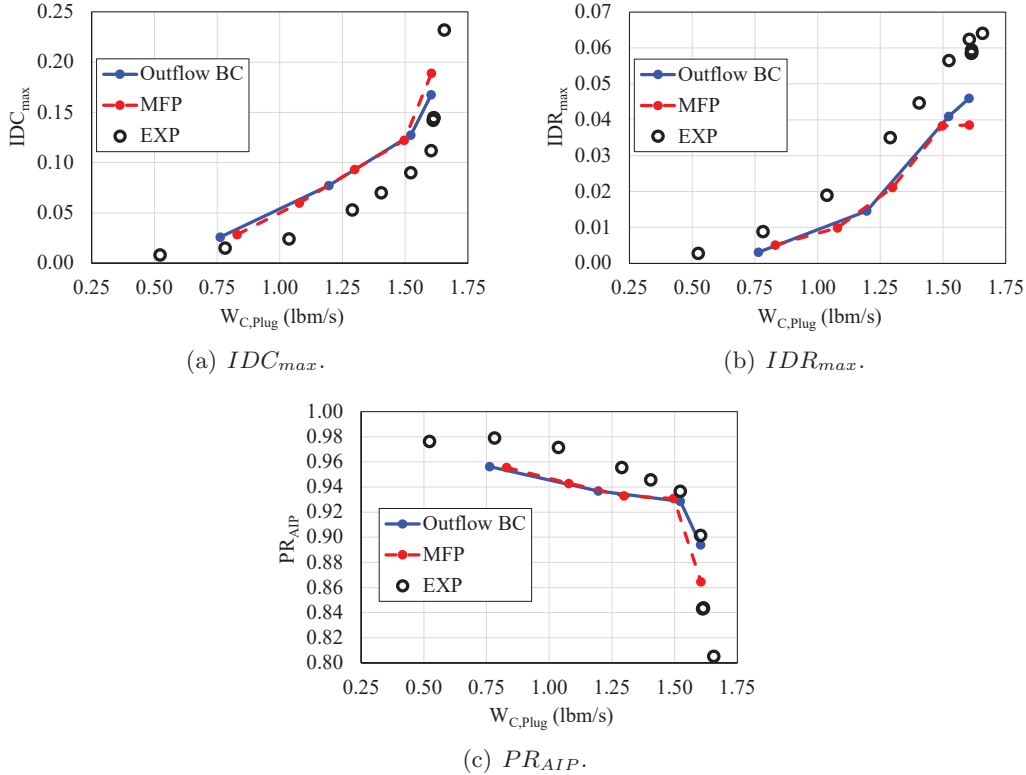 0.25
0.20
0.15
0.10
0.05
0.00
IDC_max
Outflow BC
MFP
EXP
0.25 0.50 0.75 1.00 1.25 1.50 1.75
W_C,Plug (lbm/s)
(a) IDC_max.
0.07
0.06
0.05
0.04
0.03
0.02
0.01
0.00
IDR_max
Outflow BC
MFP
EXP
0.25 0.50 0.75 1.00 1.25 1.50 1.75
W_C,Plug (lbm/s)
(b) IDR_max.
1.00
0.98
0.96
0.94
0.92
0.90
0.88
0.86
0.84
0.82
0.80
PR_AIP
Outflow BC
MFP
EXP
0.25 0.50 0.75 1.00 1.25 1.50 1.75
W_C,Plug (lbm/s)
(c) PR_AIP.